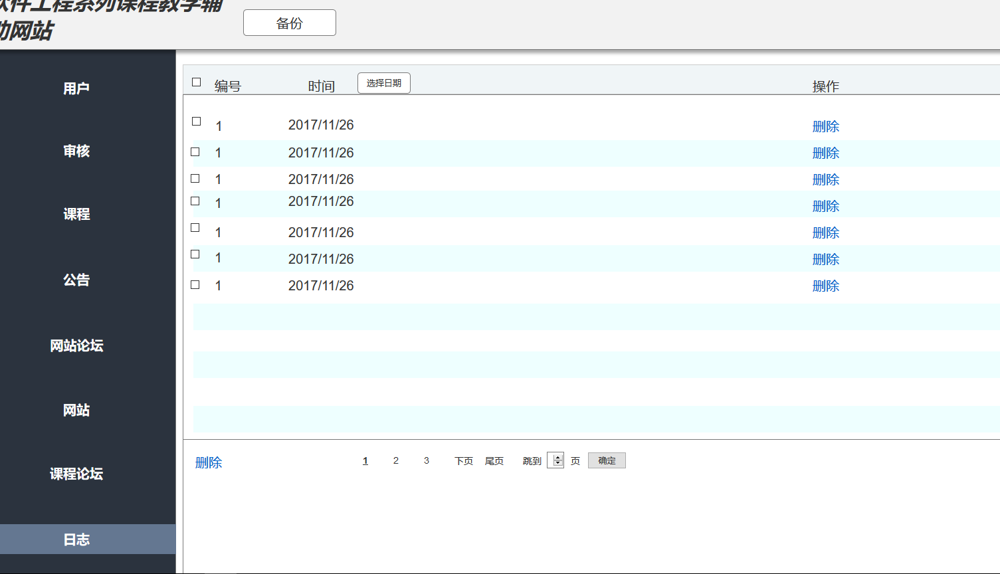 软件工程系列课程教学辅
助网站
备份
用户
审核
课程
公告
网站论坛
网站
课程论坛
日志
编号 时间 选择日期 操作
1 2017/11/26 删除
1 2017/11/26 删除
1 2017/11/26 删除
1 2017/11/26 删除
1 2017/11/26 删除
1 2017/11/26 删除
1 2017/11/26 删除
删除 1 2 3 下页 尾页 跳到 页 确定